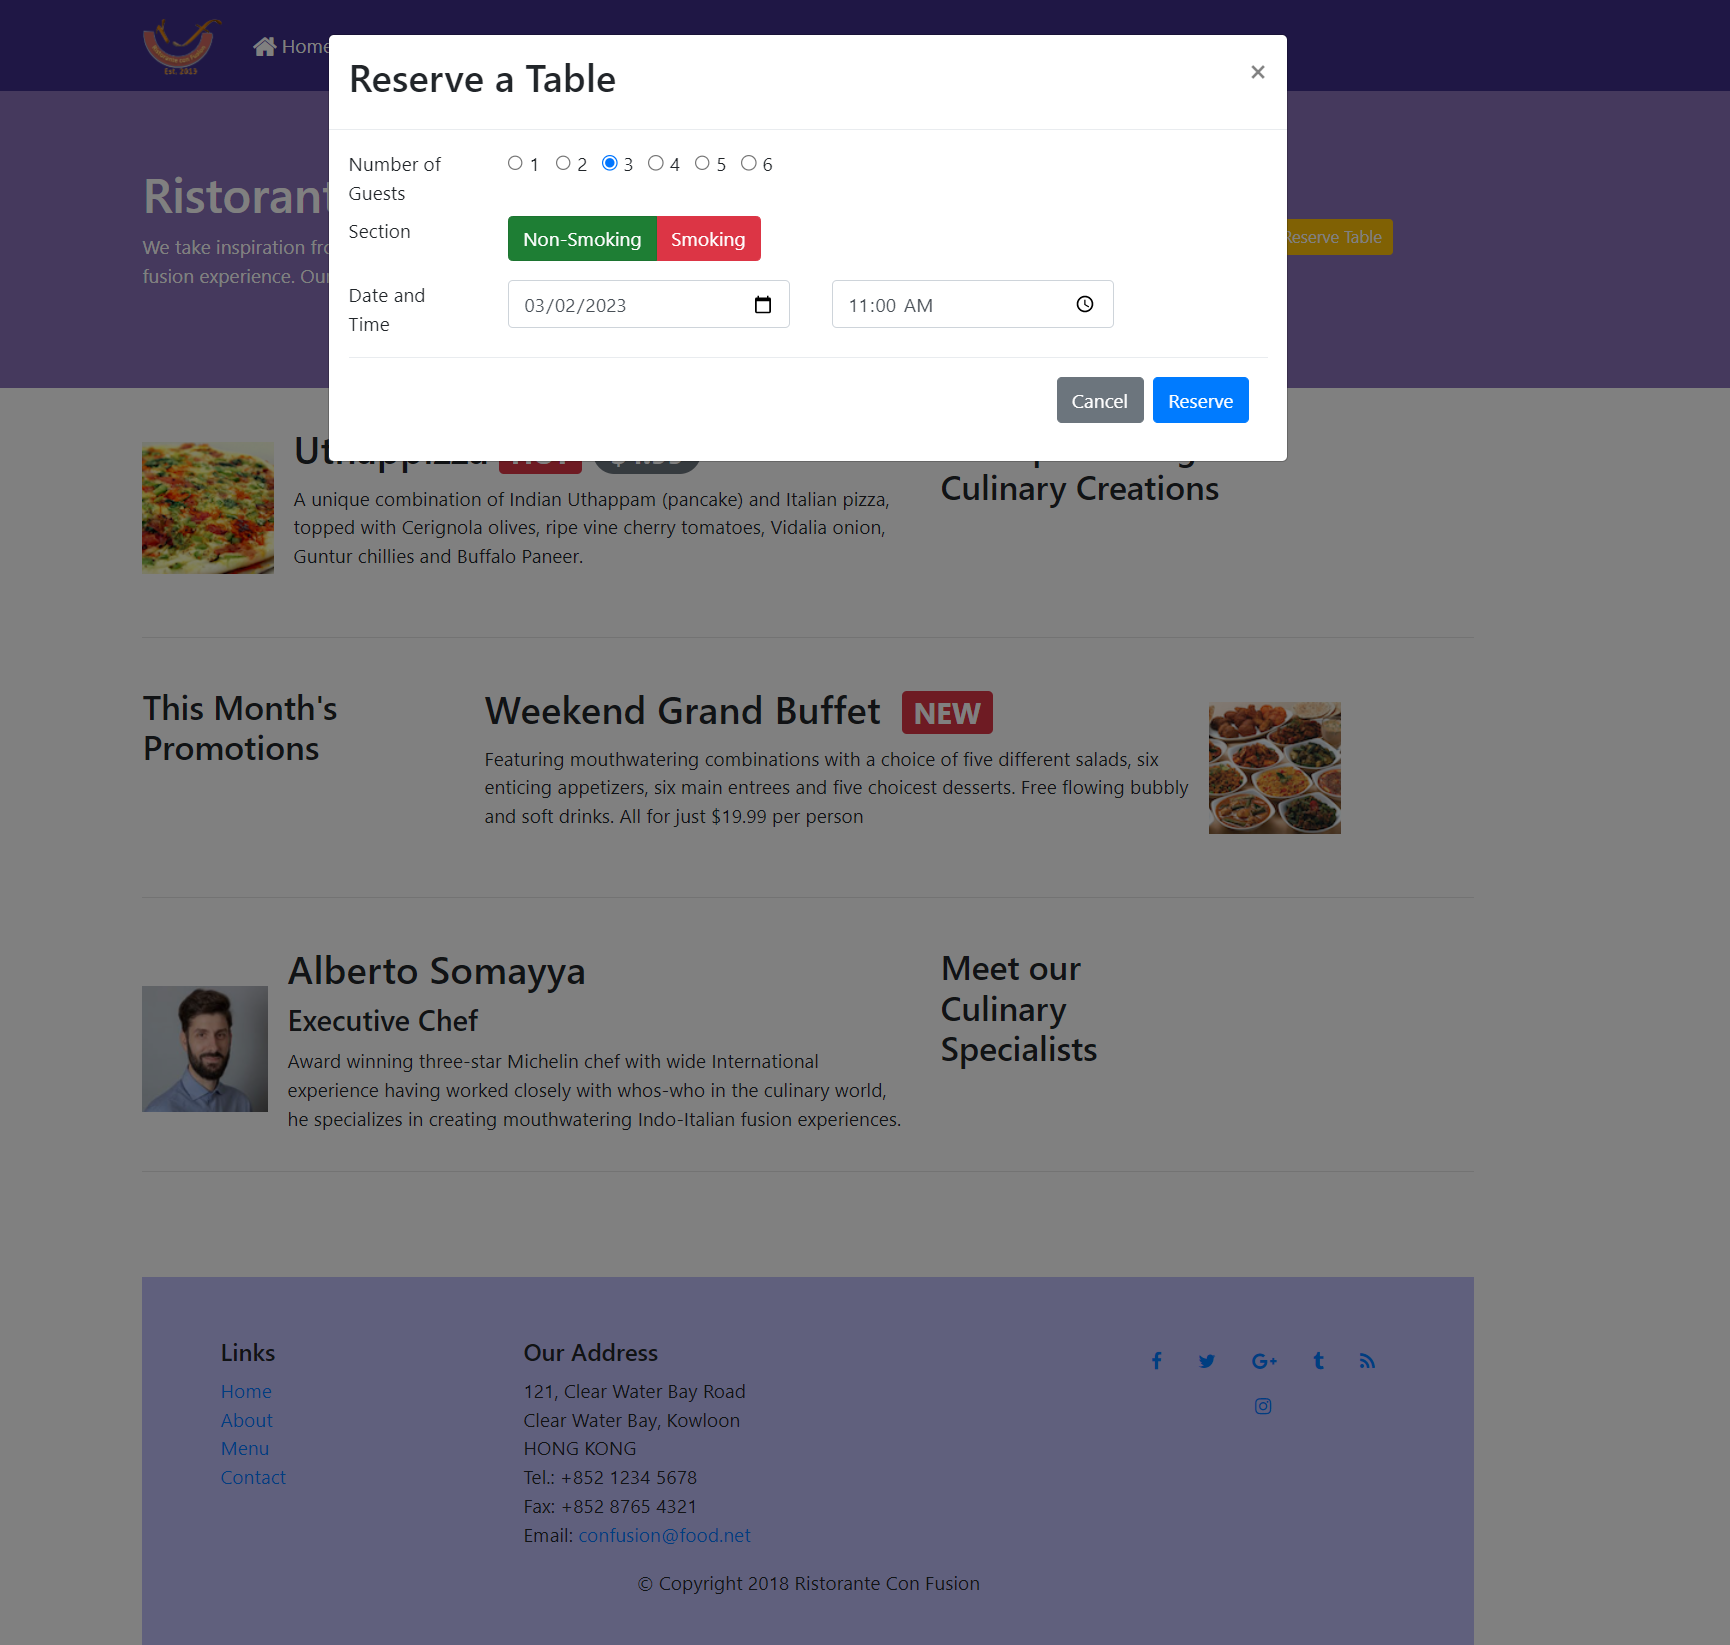 Est. 2013
Home
Reserve a Table
×
Number of
Guests
1 2 3 4 5 6
Section
Non-Smoking Smoking
Date and
Time
03/02/2023
11:00 AM
Cancel Reserve
We take inspiration
fusion experience.
Reserve Table
Culinary Creations
A unique combination of Indian Uthappam (pancake) and Italian pizza,
topped with Cerignola olives, ripe vine cherry tomatoes, Vidalia onion,
Guntur chillies and Buffalo Paneer.
This Month's
Promotions
Weekend Grand Buffet NEW
Featuring mouthwatering combinations with a choice of five different salads, six
enticing appetizers, six main entrees and five choicest desserts. Free flowing bubbly
and soft drinks. All for just $19.99 per person
Alberto Somayya
Executive Chef
Award winning three-star Michelin chef with wide International
experience having worked closely with whos-who in the culinary world,
he specializes in creating mouthwatering Indo-Italian fusion experiences.
Meet our
Culinary
Specialists
Links
Home
About
Menu
Contact
Our Address
121, Clear Water Bay Road
Clear Water Bay, Kowloon
HONG KONG
Tel.: +852 1234 5678
Fax: +852 8765 4321
Email: confusion@food.net
© Copyright 2018 Ristorante Con Fusion